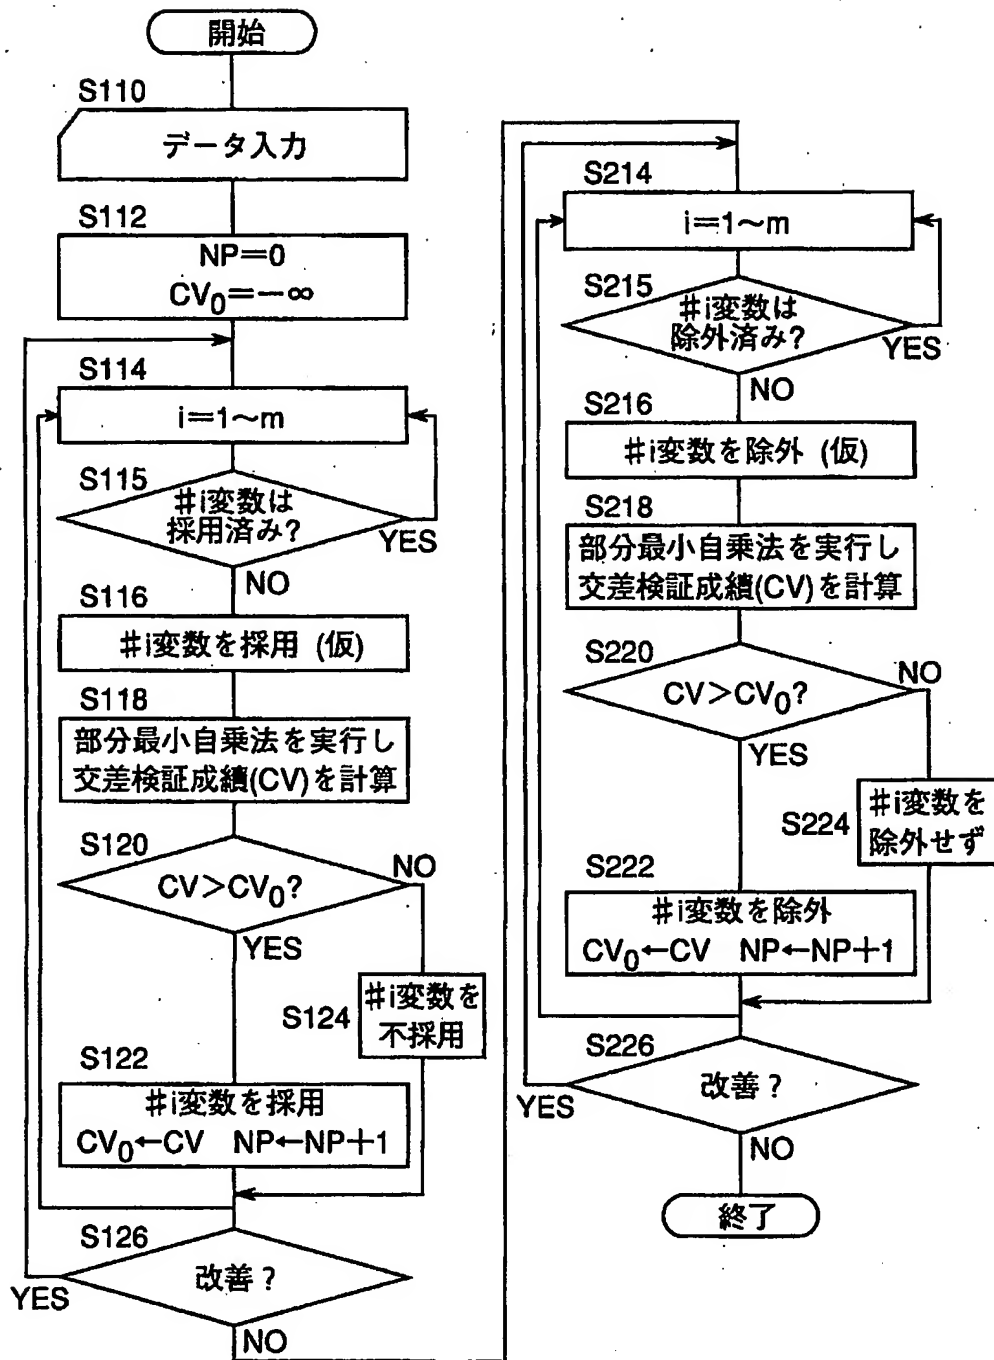 開始
S110
データ入力
S112
NP=0
CV₀=-∞
S114
i=1~m
S115
#i変数は
採用済み?
YES
NO
S116
#i変数を採用 (仮)
S118
部分最小自乗法を実行し
交差検証成績(CV)を計算
S120
CV>CV₀?
NO
YES
S124
#i変数を
不採用
S122
#i変数を採用
CV₀←CV NP←NP+1
S126
改善?
YES
NO
S214
i=1~m
S215
#i変数は
除外済み?
YES
NO
S216
#i変数を除外 (仮)
S218
部分最小自乗法を実行し
交差検証成績(CV)を計算
S220
CV>CV₀?
NO
YES
S224
#i変数を
除外せず
S222
#i変数を除外
CV₀←CV NP←NP+1
S226
改善?
YES
NO
終了